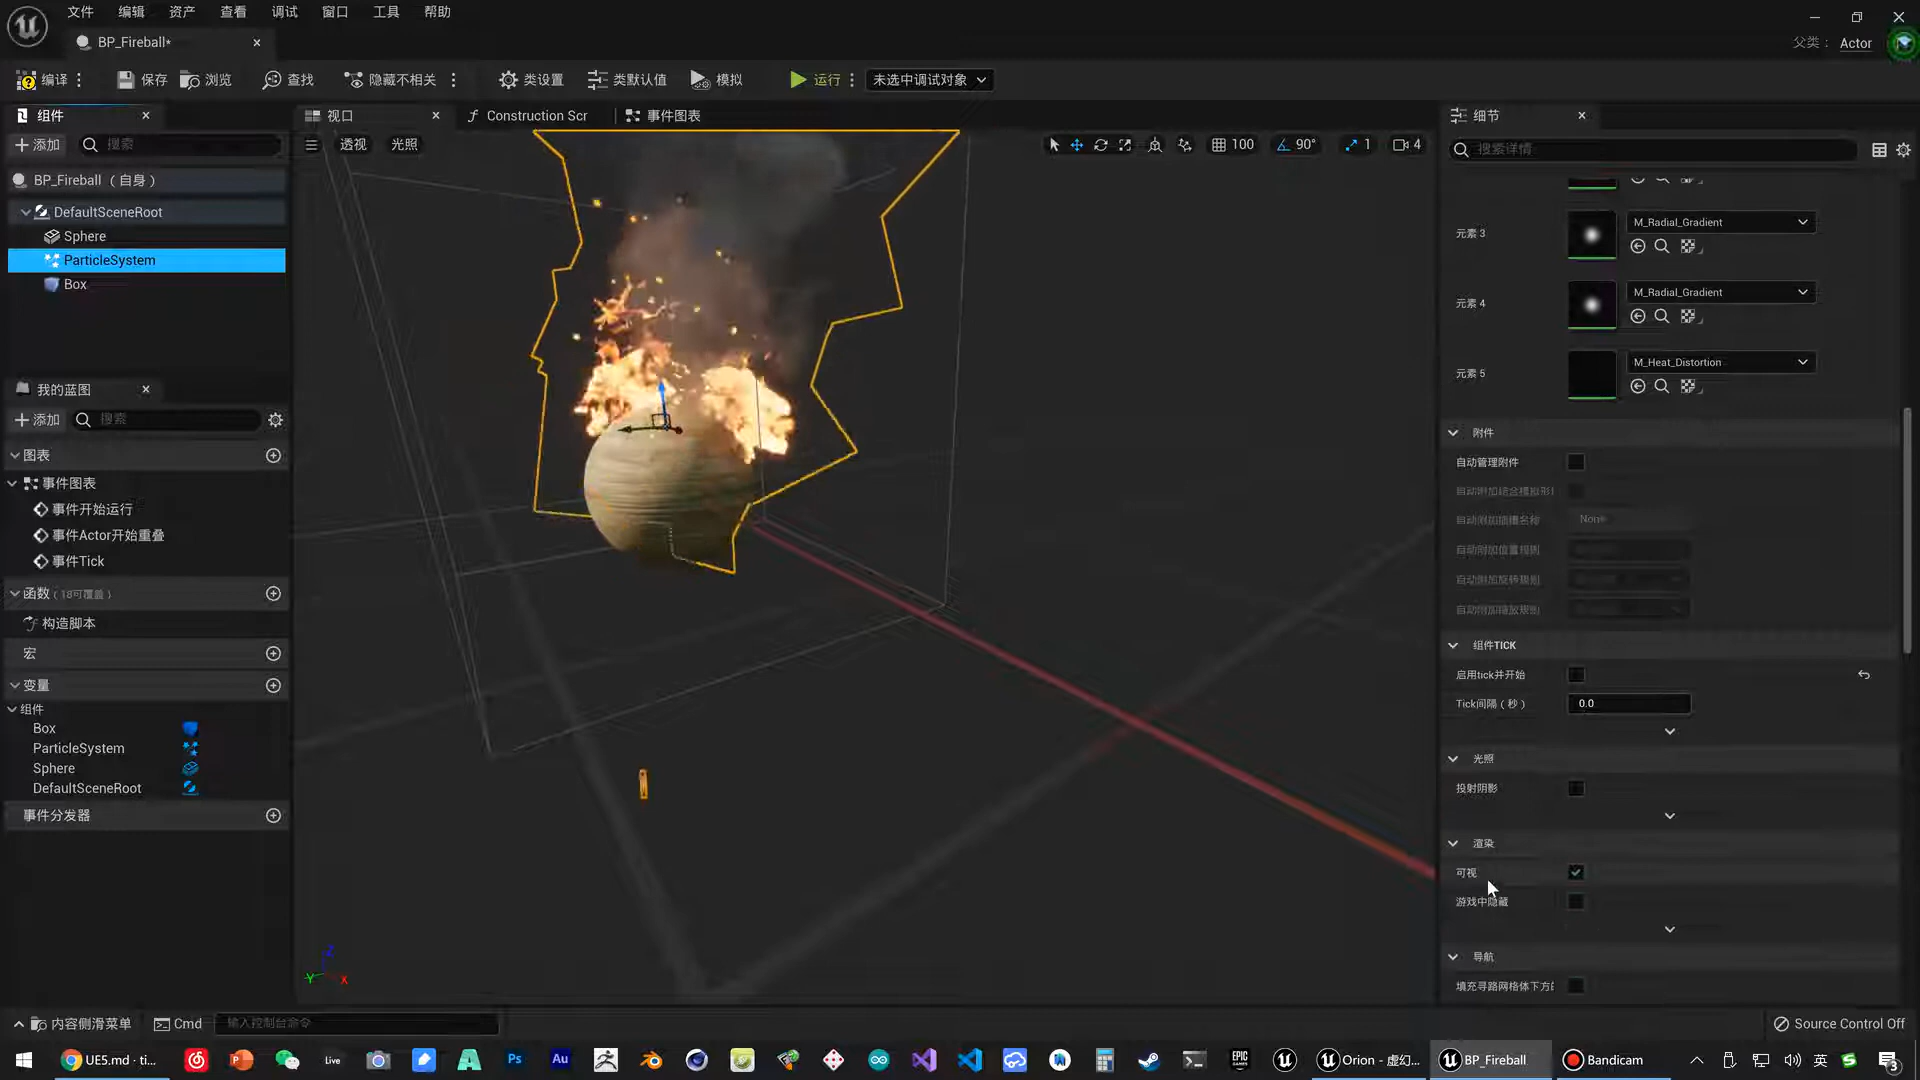 文件 编辑 资产 查看 调试 窗口 工具 帮助
BP_Fireball*
父类： Actor
编译 保存 浏览 查找 隐藏不相关 类设置 类默认值 模拟 运行 未选中调试对象
组件
添加 搜索
BP_Fireball （自身）
DefaultSceneRoot
Sphere
ParticleSystem
Box
我的蓝图
添加 搜索
图表
事件图表
事件开始运行
事件Actor开始重叠
事件Tick
函数（18可覆盖）
构造脚本
宏
变量
组件
Box
ParticleSystem
Sphere
DefaultSceneRoot
事件分发器
视口 Construction Scr 事件图表
透视 光照 100 90° 1 4
Z
Y X
细节
搜索详情
元素 3 M_Radial_Gradient
元素 4 M_Radial_Gradient
元素 5 M_Heat_Distortion
附件
自动管理附件
自动附加插槽名称 None
自动附加位置规则
自动附加旋转规则
自动附加缩放规则
组件TICK
启用tick并开始
Tick间隔（秒） 0.0
光照
投射阴影
渲染
可视
游戏中隐藏
导航
填充寻路网格体下方的
内容侧滑菜单 Cmd 输入控制台命令 Source Control Off
UE5.md · ti... Live Ps Au EPIC GAMES Orion - 虚幻... BP_Fireball Bandicam 英 3